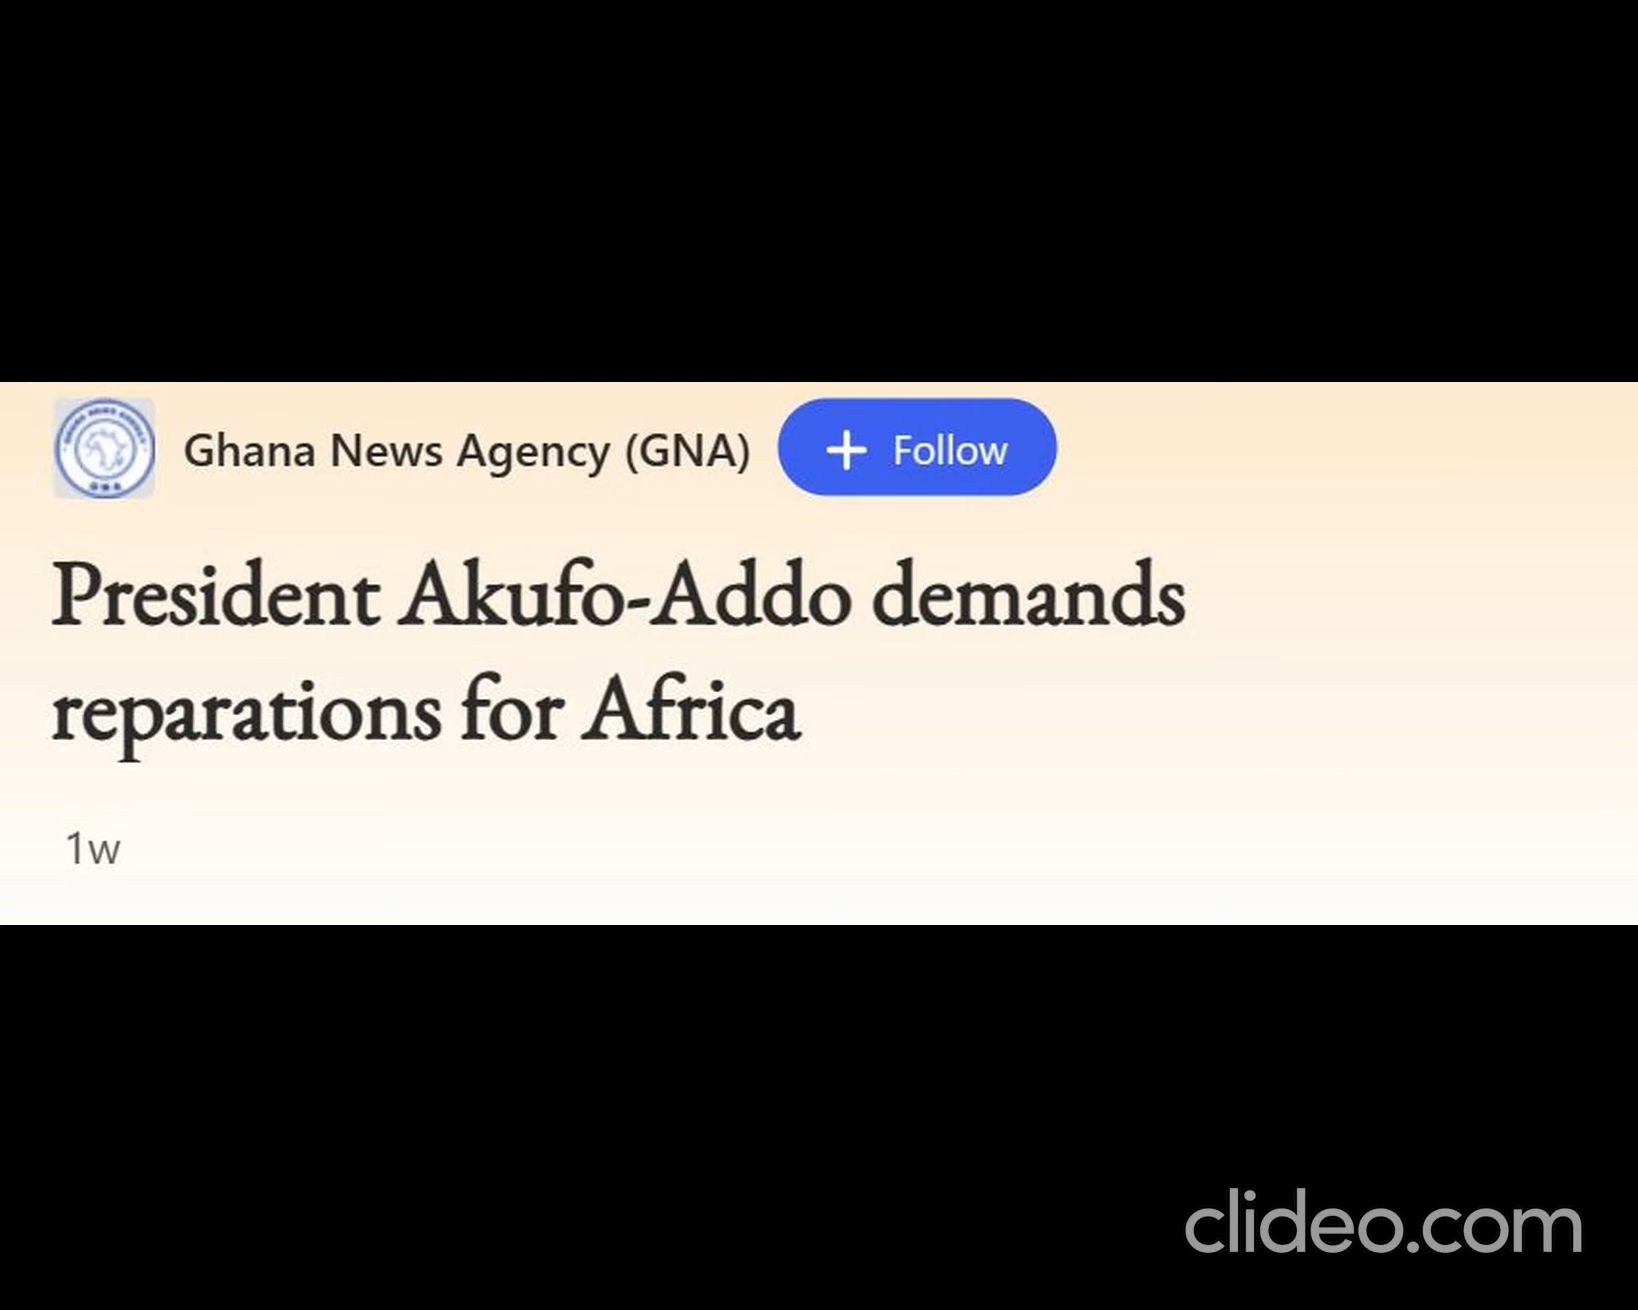 Ghana News Agency (GNA)
+ Follow
President Akufo-Addo demands
reparations for Africa
1w
clideo.com